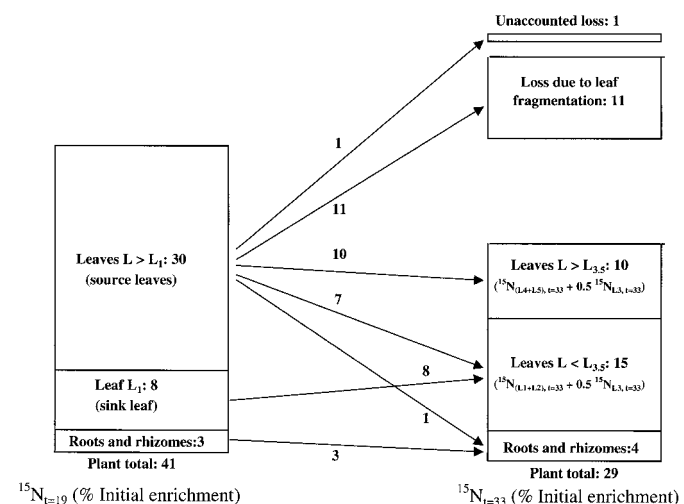 Unaccounted loss: 1
Loss due to leaf
fragmentation: 11
1
11
10
7
8
1
3
Leaves L > L₁: 30
(source leaves)
Leaf L₁: 8
(sink leaf)
Roots and rhizomes:3
Plant total: 41
¹⁵Nₜ₌₁₉ (% Initial enrichment)
Leaves L > L₃.₅: 10
(¹⁵N(L4+L5), t=33 + 0.5 ¹⁵NL3, t=33)
Leaves L < L₃.₅: 15
(¹⁵N(L1+L2), t=33 + 0.5 ¹⁵NL3, t=33)
Roots and rhizomes:4
Plant total: 29
¹⁵Nₜ₌₃₃ (% Initial enrichment)